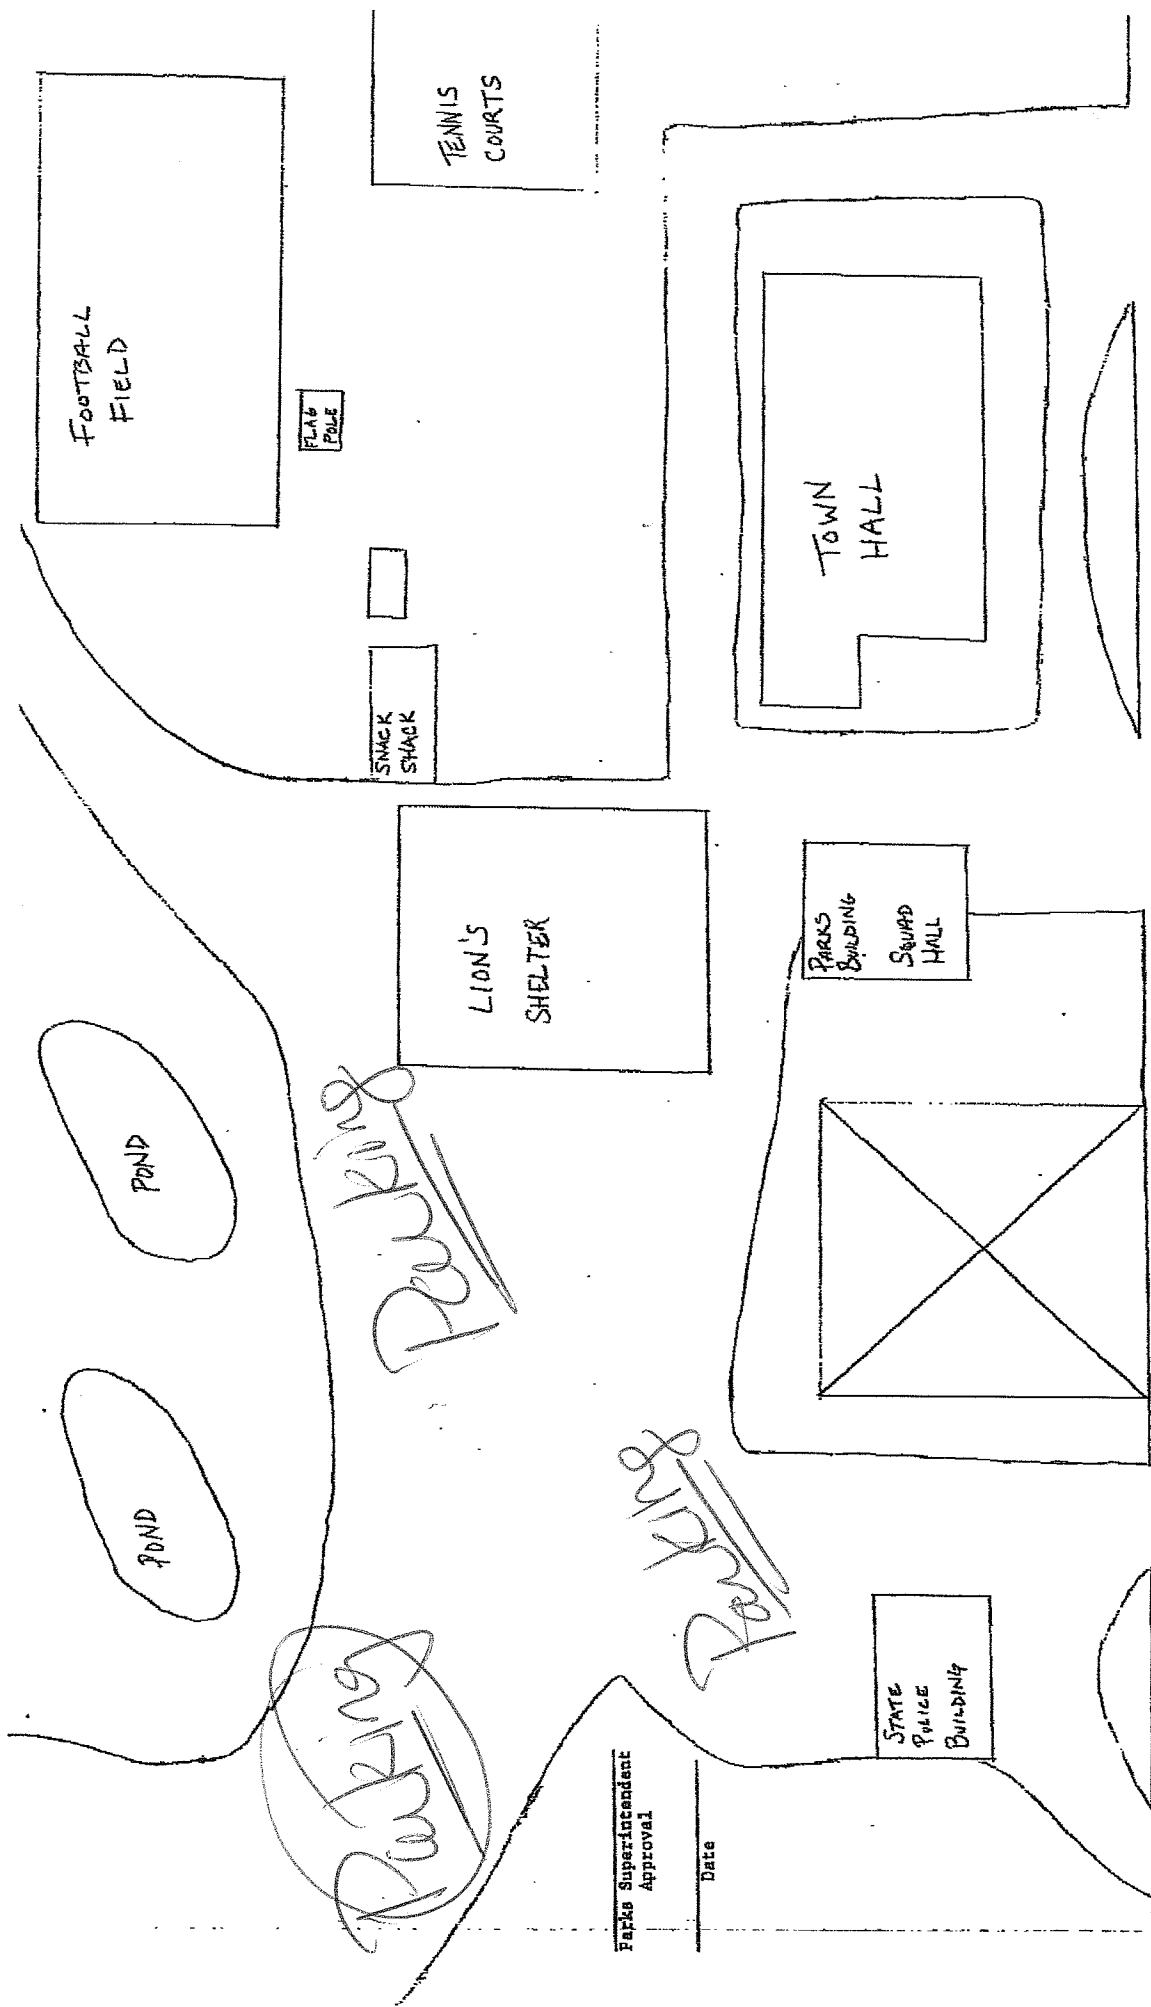 POND
POND
FOOTBALL
FIELD
FLAG
POLE
TENNIS
COURTS
SNACK
SHACK
Parking
Parking
LION'S
SHELTER
Parks Superintendent
Approval
Date
Parking
PARKS
BUILDING
SQUAD
HALL
TOWN
HALL
STATE
POLICE
BUILDING